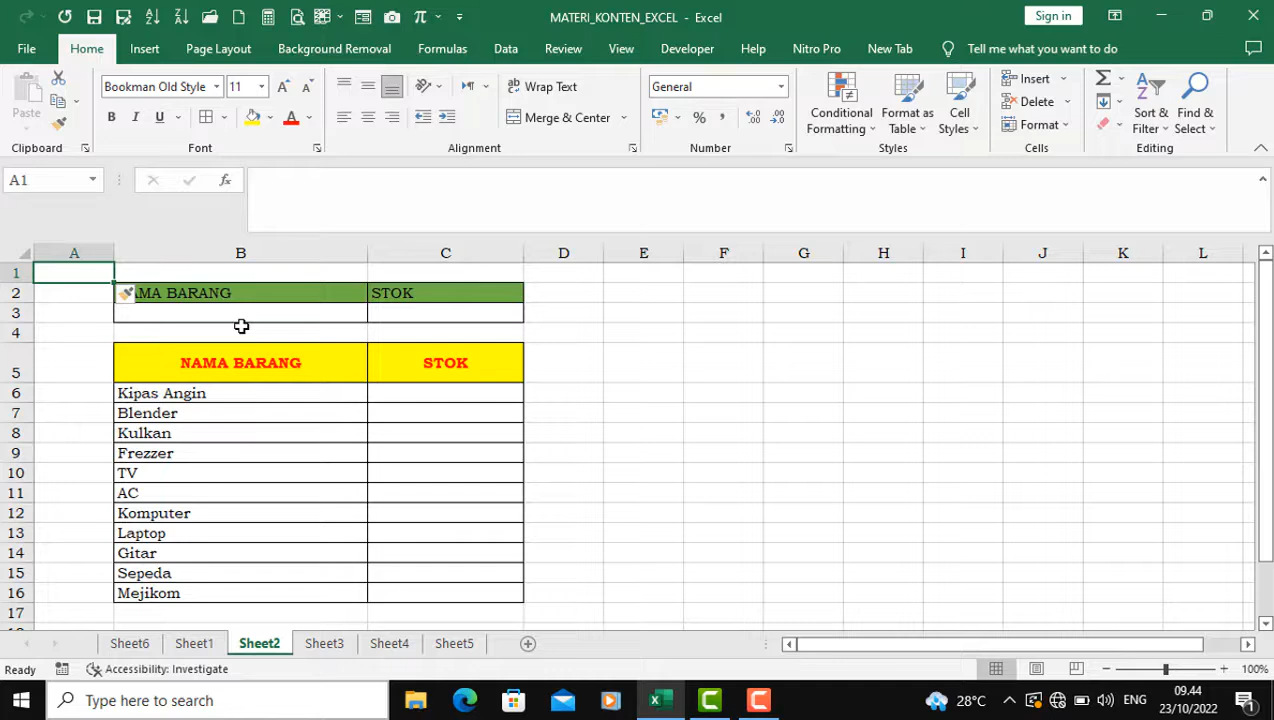 MATERI_KONTEN_EXCEL - Excel
Sign in
File Home Insert Draw Page Layout Background Removal Formulas Data Review View Developer Help Nitro Pro New Tab Tell me what you want to do
Paste
Clipboard
Bookman Old Style 11
B I U
Font
Wrap Text
Merge & Center
Alignment
General
Number
Conditional Formatting
Format as Table
Cell Styles
Styles
Insert
Delete
Format
Cells
Sort & Filter
Find & Select
Editing
A1 fx
A B C D E F G H I J K L
1
2 AMA BARANG STOK
3
4
5 NAMA BARANG STOK
6 Kipas Angin
7 Blender
8 Kulkan
9 Frezzer
10 TV
11 AC
12 Komputer
13 Laptop
14 Gitar
15 Sepeda
16 Mejikom
17
Sheet6 Sheet1 Sheet2 Sheet3 Sheet4 Sheet5
Ready Accessibility: Investigate 100%
Type here to search
28°C ENG
09.44
23/10/2022
1